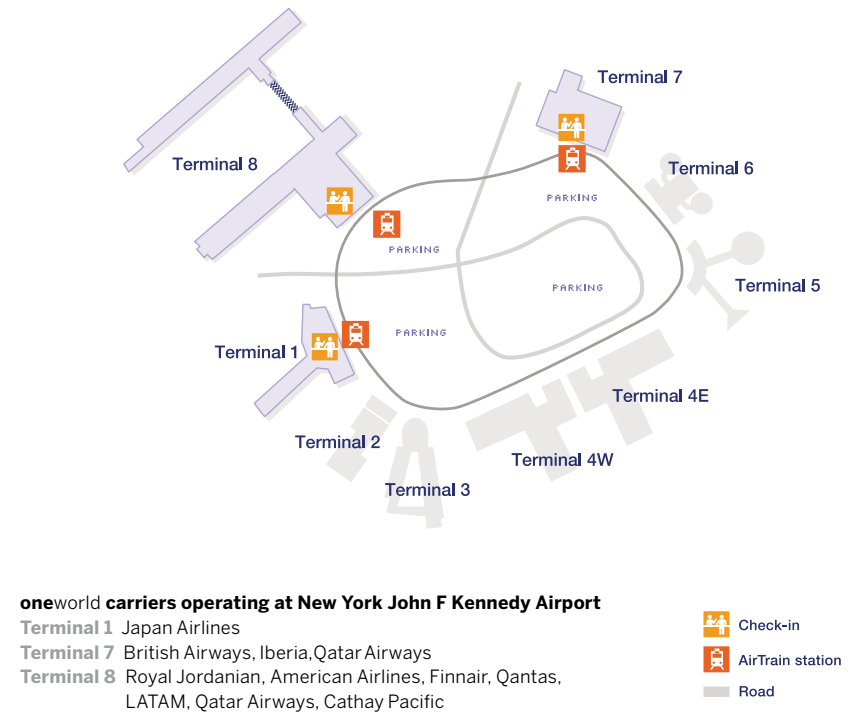 Terminal 7
Terminal 8
Terminal 6
PARKING
PARKING
Terminal 5
PARKING
PARKING
Terminal 1
Terminal 4E
Terminal 2
Terminal 4W
Terminal 3
oneworld carriers operating at New York John F Kennedy Airport
Terminal 1 Japan Airlines
Terminal 7 British Airways, Iberia,Qatar Airways
Terminal 8 Royal Jordanian, American Airlines, Finnair, Qantas,
LATAM, Qatar Airways, Cathay Pacific
Check-in
AirTrain station
Road